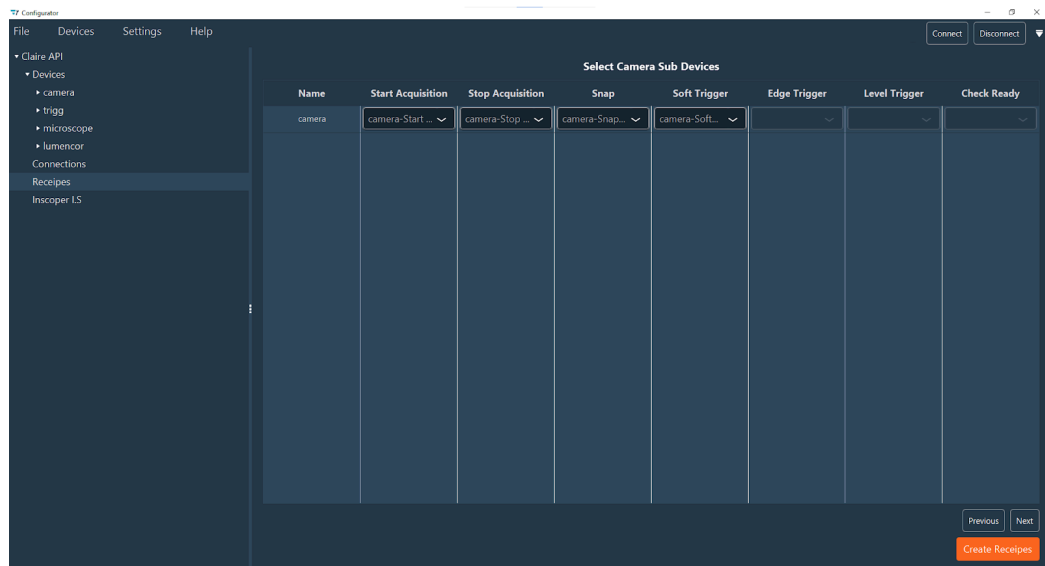 Configurator
File Devices Settings Help
Connect Disconnect
Claire API
Devices
camera
trigg
microscope
lumencor
Connections
Receipes
Inscoper I.S
Select Camera Sub Devices
Name Start Acquisition Stop Acquisition Snap Soft Trigger Edge Trigger Level Trigger Check Ready
camera camera-Start ... camera-Stop ... camera-Snap... camera-Soft...
Previous Next
Create Receipes